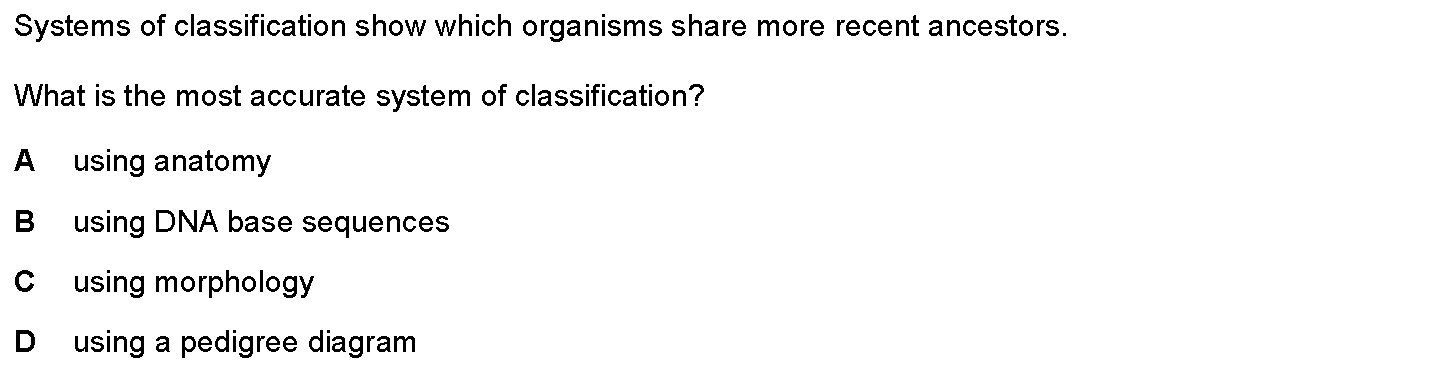 Systems of classification show which organisms share more recent ancestors.
What is the most accurate system of classification?
A using anatomy
B using DNA base sequences
C using morphology
D using a pedigree diagram